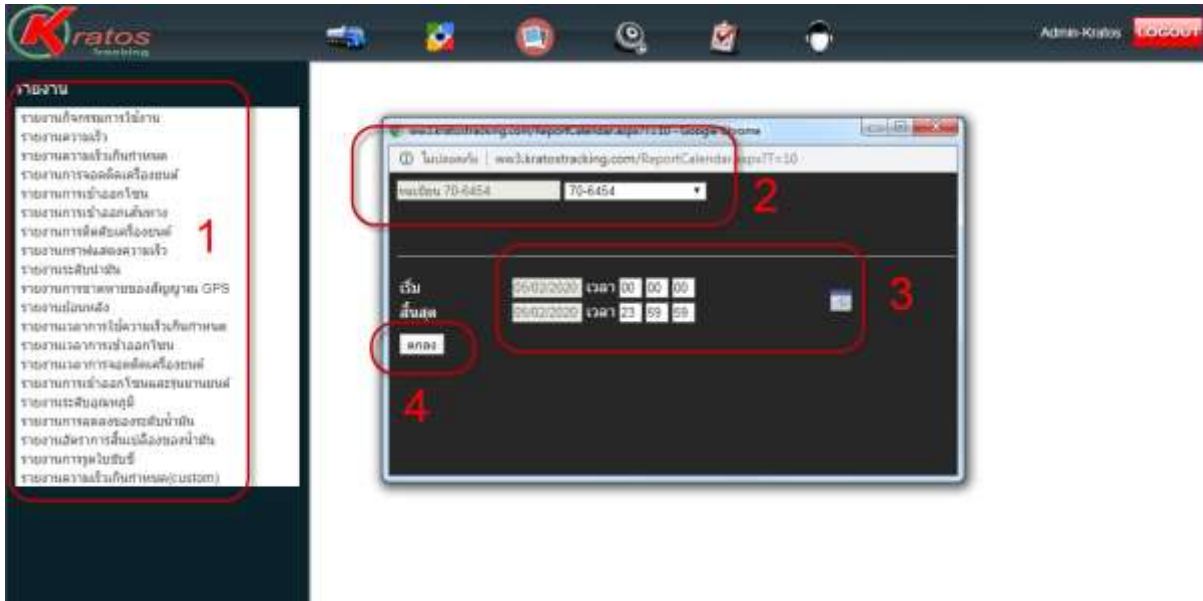 Kratos
Tracking
Admin-Kratos LOGOUT
รายงาน
รายงานกิจกรรมการใช้งาน
รายงานความเร็ว
รายงานความเร็วเกินกำหนด
รายงานการจอดติดเครื่องยนต์
รายงานการเข้าออกโซน
รายงานการเข้าออกเส้นทาง
รายงานการติดดับเครื่องยนต์
รายงานกราฟแสดงความเร็ว
รายงานระดับน้ำมัน
รายงานการขาดหายของสัญญาณ GPS
รายงานย้อนหลัง
รายงานเวลาการใช้ความเร็วเกินกำหนด
รายงานเวลาการเข้าออกโซน
รายงานเวลาการจอดติดเครื่องยนต์
รายงานการเข้าออกโซนและรุ่นยานยนต์
รายงานระดับอุณหภูมิ
รายงานการลดลงของระดับน้ำมัน
รายงานอัตราการสิ้นเปลืองของน้ำมัน
รายงานการรูดใบขับขี่
รายงานความเร็วเกินกำหนด(custom)
1
ww3.kratostracking.com/ReportCalendar.aspx?T=10 - Google Chrome
ไม่ปลอดภัย | ww3.kratostracking.com/ReportCalendar.aspx?T=10
ทะเบียน 70-6454 70-6454
2
เริ่ม 05/02/2020 เวลา 00 00 00
สิ้นสุด 05/02/2020 เวลา 23 59 59
3
ตกลง
4